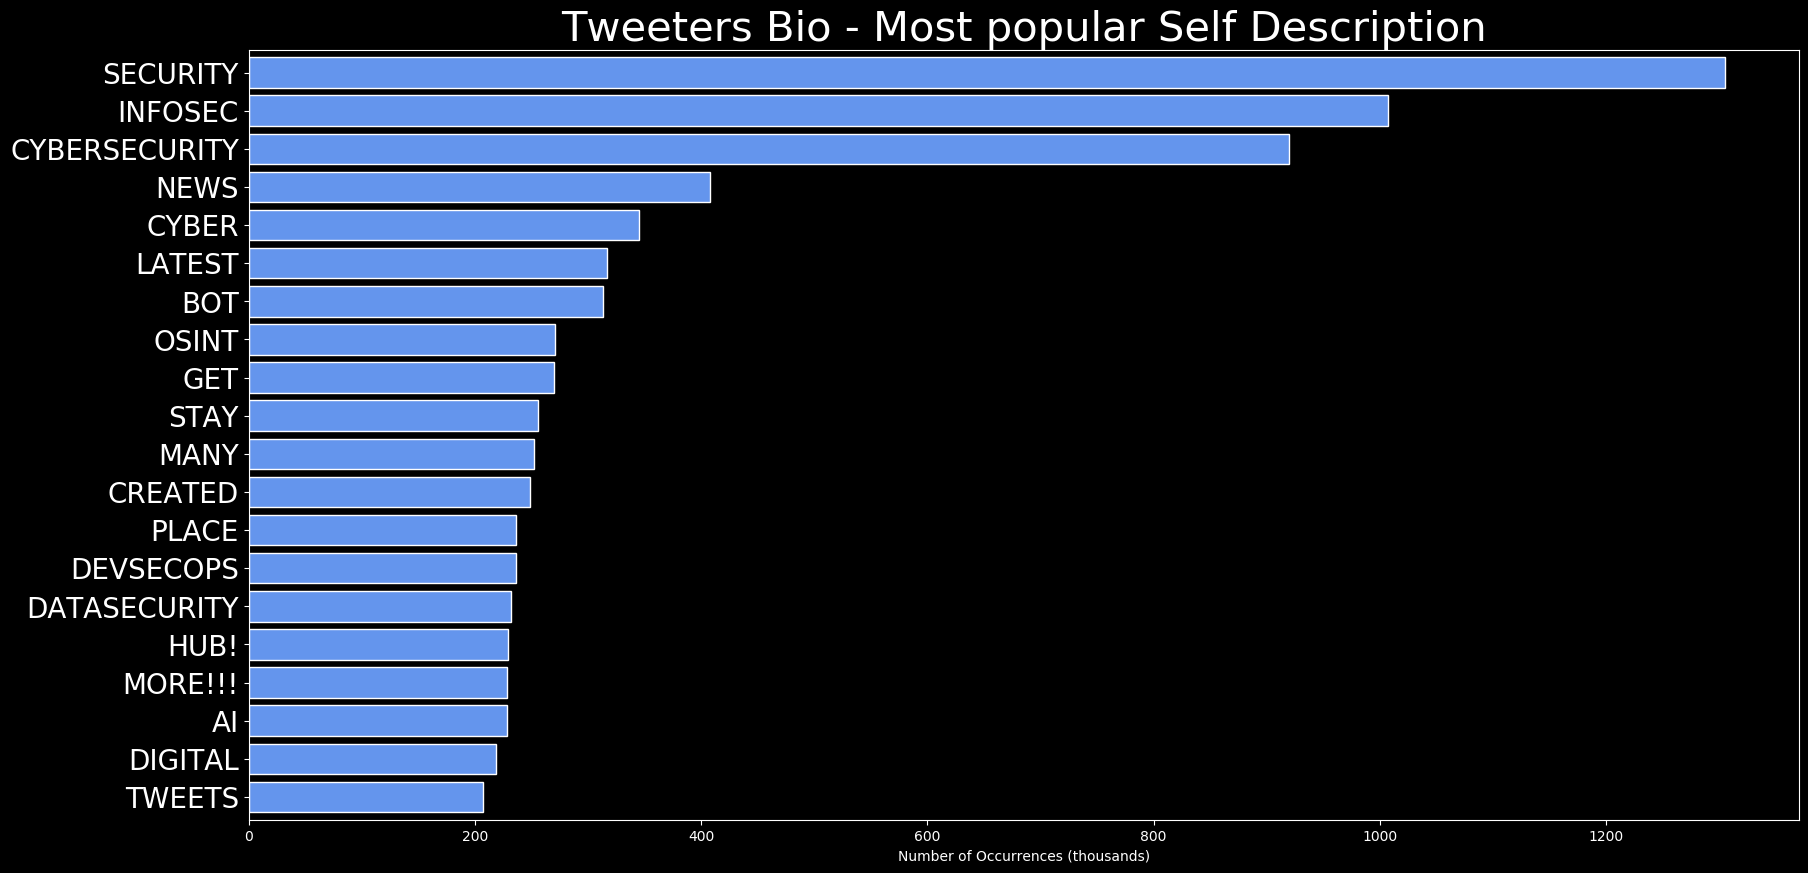 Tweeters Bio - Most popular Self Description
SECURITY
INFOSEC
CYBERSECURITY
NEWS
CYBER
LATEST
BOT
OSINT
GET
STAY
MANY
CREATED
PLACE
DEVSECOPS
DATASECURITY
HUB!
MORE!!!
AI
DIGITAL
TWEETS
0 200 400 600 800 1000 1200
Number of Occurrences (thousands)